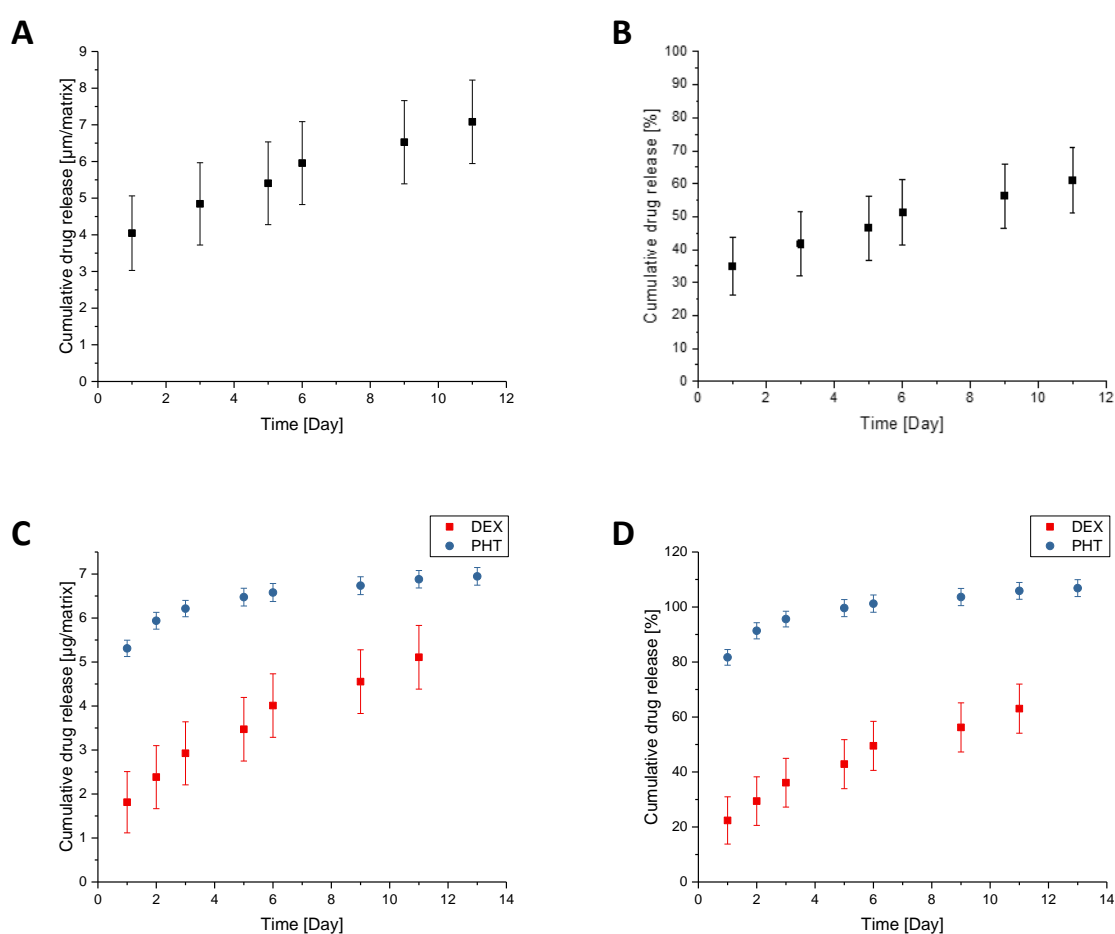 A
Cumulative drug release [µm/matrix]
9
8
7
6
5
4
3
2
1
0
0 2 4 6 8 10 12
Time [Day]
B
Cumulative drug release [%]
100
90
80
70
60
50
40
30
20
10
0
0 2 4 6 8 10 12
Time [Day]
C
DEX
PHT
Cumulative drug release [µg/matrix]
7
6
5
4
3
2
1
0
0 2 4 6 8 10 12 14
Time [Day]
D
DEX
PHT
Cumulative drug release [%]
120
100
80
60
40
20
0
0 2 4 6 8 10 12 14
Time [Day]